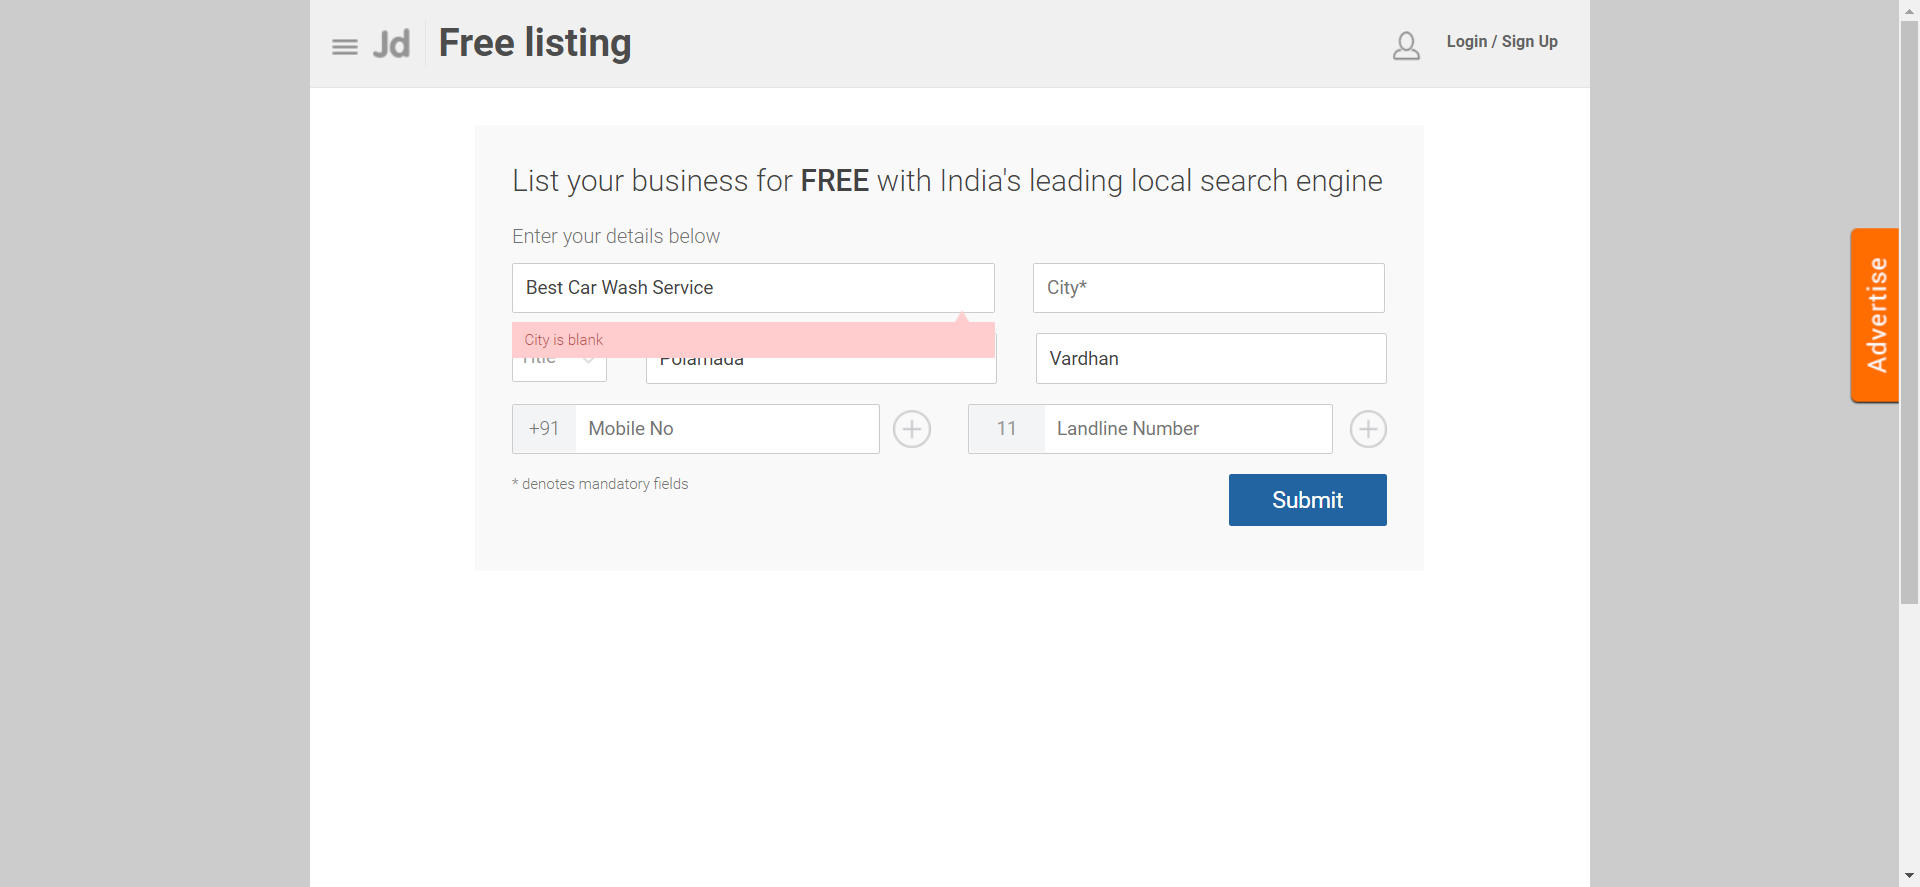 Jd
Free listing
Login / Sign Up
List your business for FREE with India's leading local search engine
Enter your details below
Best Car Wash Service
City*
City is blank
Title
Polamada
Vardhan
+91
Mobile No
11
Landline Number
* denotes mandatory fields
Submit
Advertise